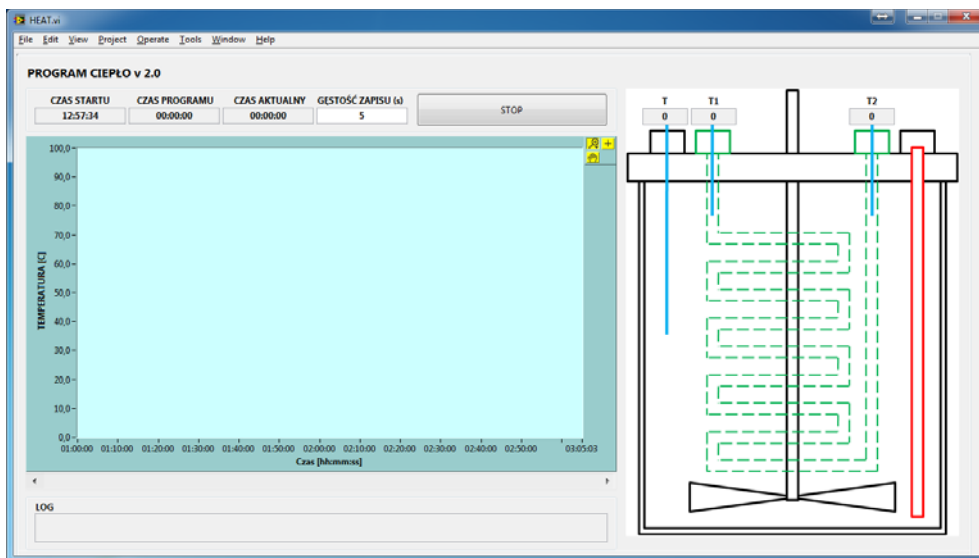 HEAT.vi
File Edit View Project Operate Tools Window Help
PROGRAM CIEPŁO v 2.0
CZAS STARTU CZAS PROGRAMU CZAS AKTUALNY GĘSTOŚĆ ZAPISU (s)
12:57:34 00:00:00 00:00:00 5
STOP
T T1 T2
0 0 0
TEMPERATURA [C]
100,0
90,0
80,0
70,0
60,0
50,0
40,0
30,0
20,0
10,0
0,0
01:00:00 01:10:00 01:20:00 01:30:00 01:40:00 01:50:00 02:00:00 02:10:00 02:20:00 02:30:00 02:40:00 02:50:00 03:05:03
Czas [hh:mm:ss]
LOG